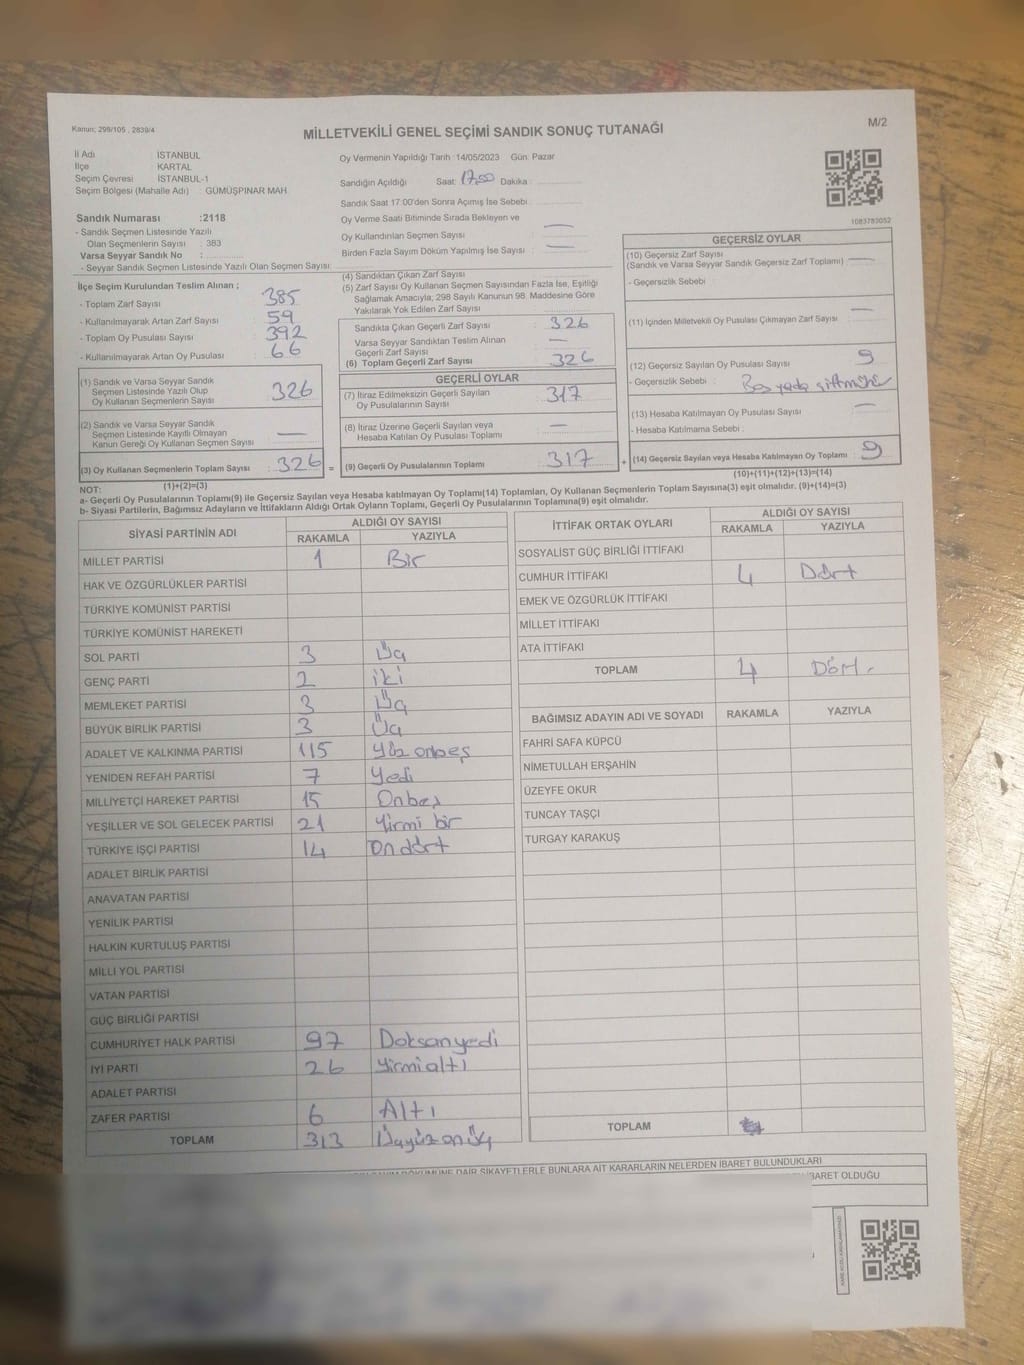 Kanun; 298/105 , 2839/4
MİLLETVEKİLİ GENEL SEÇİMİ SANDIK SONUÇ TUTANAĞI
M/2
İl Adı İSTANBUL
İlçe KARTAL
Seçim Çevresi İSTANBUL-1
Seçim Bölgesi (Mahalle Adı) : GÜMÜŞPINAR MAH.
Oy Vermenin Yapıldığı Tarih :14/05/2023 Gün: Pazar
Sandığın Açıldığı Saat: 17.00 Dakika :
Sandık Saat 17:00'den Sonra Açımış İse Sebebi :
Oy Verme Saati Bitiminde Sırada Bekleyen ve
Oy Kullandırılan Seçmen Sayısı : —
Birden Fazla Sayım Döküm Yapılmış İse Sayısı : —
1083783052
Sandık Numarası :2118
- Sandık Seçmen Listesinde Yazılı
Olan Seçmenlerin Sayısı : 383
Varsa Seyyar Sandık No :
- Seyyar Sandık Seçmen Listesinde Yazılı Olan Seçmen Sayısı:
İlçe Seçim Kurulundan Teslim Alınan ;
- Toplam Zarf Sayısı 385
- Kullanılmayarak Artan Zarf Sayısı 59
- Toplam Oy Pusulası Sayısı 392
- Kullanılmayarak Artan Oy Pusulası 66
(1) Sandık ve Varsa Seyyar Sandık
Seçmen Listesinde Yazılı Olup
Oy Kullanan Seçmenlerin Sayısı : 326
(2) Sandık ve Varsa Seyyar Sandık
Seçmen Listesinde Kayıtlı Olmayan
Kanun Gereği Oy Kullanan Seçmen Sayısı —
(3) Oy Kullanan Seçmenlerin Toplam Sayısı : 326 =
(1)+(2)=(3)
(4) Sandıktan Çıkan Zarf Sayısı
(5) Zarf Sayısı Oy Kullanan Seçmen Sayısından Fazla İse, Eşitliği
Sağlamak Amacıyla; 298 Sayılı Kanunun 98. Maddesine Göre
Yakılarak Yok Edilen Zarf Sayısı :
Sandıkta Çıkan Geçerli Zarf Sayısı 326
Varsa Seyyar Sandıktan Teslim Alınan
Geçerli Zarf Sayısı —
(6) Toplam Geçerli Zarf Sayısı 326
GEÇERLİ OYLAR
(7) İtiraz Edilmeksizin Geçerli Sayılan
Oy Pusulalarının Sayısı 317
(8) İtiraz Üzerine Geçerli Sayılan veya
Hesaba Katılan Oy Pusulası Toplamı —
(9) Geçerli Oy Pusulalarının Toplamı 317 +
GEÇERSİZ OYLAR
(10) Geçersiz Zarf Sayısı
(Sandık ve Varsa Seyyar Sandık Geçersiz Zarf Toplamı) —
- Geçersizlik Sebebi :
(11) İçinden Milletvekili Oy Pusulası Çıkmayan Zarf Sayısı —
(12) Geçersiz Sayılan Oy Pusulası Sayısı 9
- Geçersizlik Sebebi :
(13) Hesaba Katılmayan Oy Pusulası Sayısı —
- Hesaba Katılmama Sebebi :
(14) Geçersiz Sayılan veya Hesaba Katılmayan Oy Toplamı 9
(10)+(11)+(12)+(13)=(14)
NOT:
a- Geçerli Oy Pusulalarının Toplamı(9) ile Geçersiz Sayılan veya Hesaba katılmayan Oy Toplamı(14) Toplamları, Oy Kullanan Seçmenlerin Toplam Sayısına(3) eşit olmalıdır. (9)+(14)=(3)
b- Siyasi Partilerin, Bağımsız Adayların ve İttifakların Aldığı Ortak Oyların Toplamı, Geçerli Oy Pusulalarının Toplamına(9) eşit olmalıdır.
SİYASİ PARTİNİN ADI ALDIĞI OY SAYISI
RAKAMLA YAZIYLA
MİLLET PARTİSİ 1 Bir
HAK VE ÖZGÜRLÜKLER PARTİSİ
TÜRKİYE KOMÜNİST PARTİSİ
TÜRKİYE KOMÜNİST HAREKETİ
SOL PARTİ 3 Üç
GENÇ PARTİ 2 iki
MEMLEKET PARTİSİ 3 Üç
BÜYÜK BİRLİK PARTİSİ 3 Üç
ADALET VE KALKINMA PARTİSİ 115 Yüz onbeş
YENİDEN REFAH PARTİSİ 7 Yedi
MİLLİYETÇİ HAREKET PARTİSİ 15 Onbeş
YEŞİLLER VE SOL GELECEK PARTİSİ 21 Yirmi bir
TÜRKİYE İŞÇİ PARTİSİ 14 Ondört
ADALET BİRLİK PARTİSİ
ANAVATAN PARTİSİ
YENİLİK PARTİSİ
HALKIN KURTULUŞ PARTİSİ
MİLLİ YOL PARTİSİ
VATAN PARTİSİ
GÜÇ BİRLİĞİ PARTİSİ
CUMHURİYET HALK PARTİSİ 97 Doksanyedi
İYİ PARTİ 26 Yirmialtı
ADALET PARTİSİ
ZAFER PARTİSİ 6 Altı
TOPLAM 313 Üçyüzonüç
İTTİFAK ORTAK OYLARI ALDIĞI OY SAYISI
RAKAMLA YAZIYLA
SOSYALİST GÜÇ BİRLİĞİ İTTİFAKI
CUMHUR İTTİFAKI 4 Dört
EMEK VE ÖZGÜRLÜK İTTİFAKI
MİLLET İTTİFAKI
ATA İTTİFAKI
TOPLAM 4 Dört.
BAĞIMSIZ ADAYIN ADI VE SOYADI RAKAMLA YAZIYLA
FAHRİ SAFA KÜPCÜ
NİMETULLAH ERŞAHİN
ÜZEYFE OKUR
TUNCAY TAŞÇI
TURGAY KARAKUŞ
TOPLAM
DÖKÜMÜNE DAİR ŞİKAYETLERLE BUNLARA AİT KARARLARIN NELERDEN İBARET BULUNDUKLARI
İBARET OLDUĞU